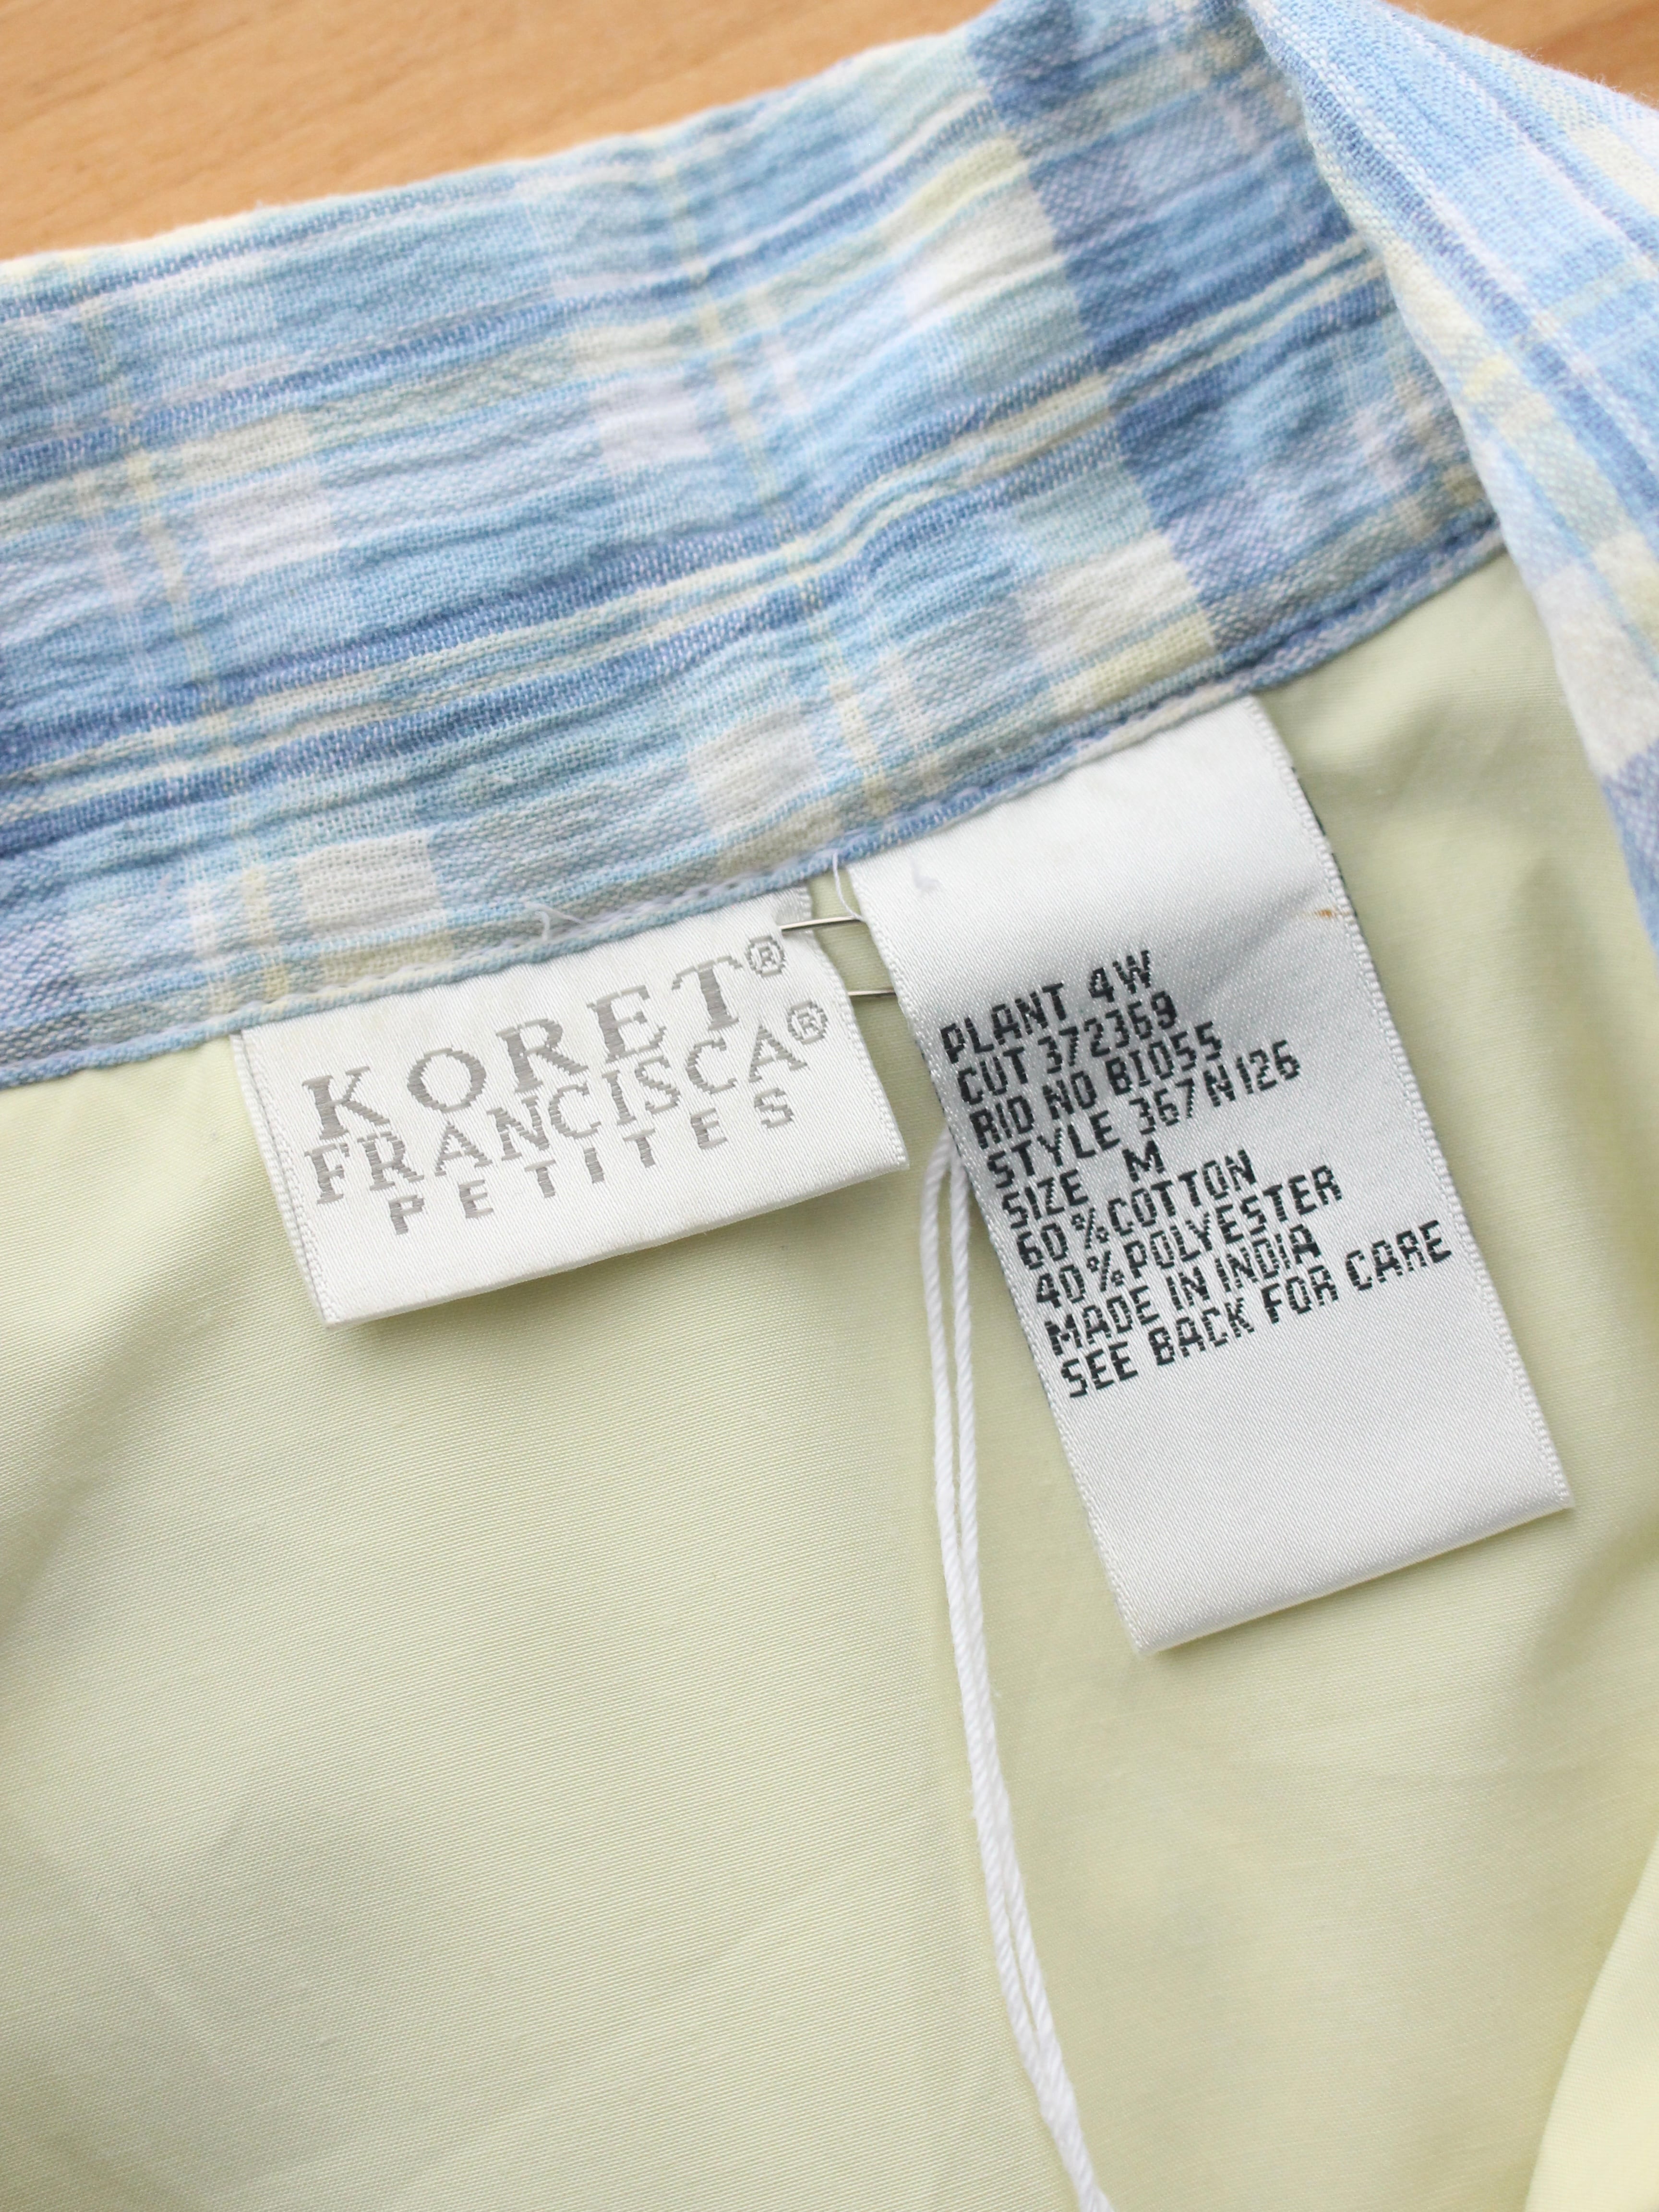 KORET®
FRANCISCA®
PETITES
PLANT 4W
CUT 372369
RID NO BI055
STYLE 367N126
SIZE M
60%COTTON
40%POLYESTER
MADE IN INDIA
SEE BACK FOR CARE